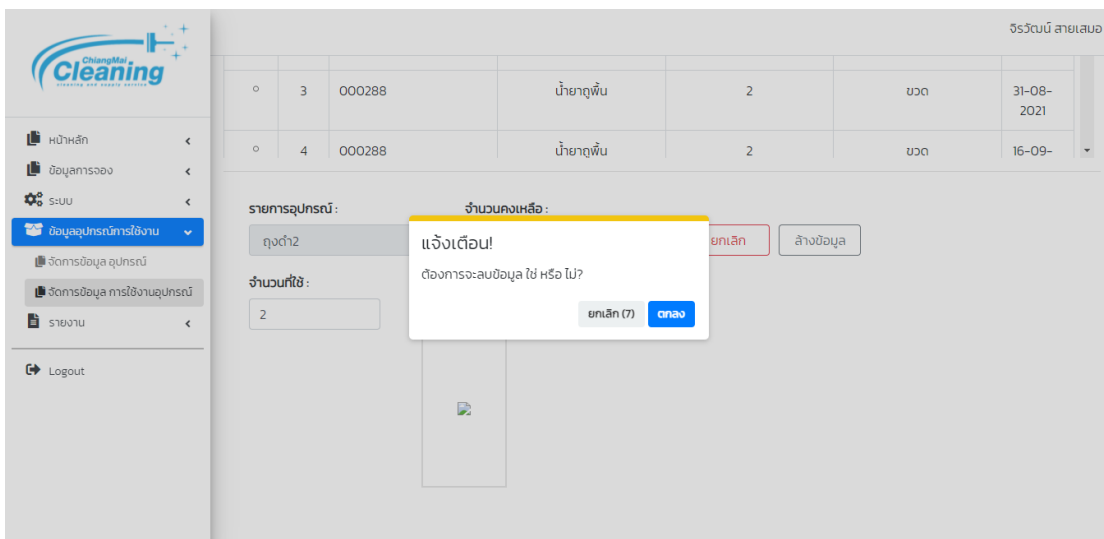 จิรวัฒน์ สายเสมอ
ChiangMai
Cleaning
cleaning and supply service
หน้าหลัก
ข้อมูลการจอง
ระบบ
ข้อมูลอุปกรณ์การใช้งาน
จัดการข้อมูล อุปกรณ์
จัดการข้อมูล การใช้งานอุปกรณ์
รายงาน
Logout
3 000288 น้ำยาถูพื้น 2 ขวด 31-08-
2021
4 000288 น้ำยาถูพื้น 2 ขวด 16-09-
รายการอุปกรณ์ : จำนวนคงเหลือ :
ถุงดำ2 ยกเลิก ล้างข้อมูล
จำนวนที่ใช้ :
2
แจ้งเตือน!
ต้องการจะลบข้อมูล ใช่ หรือ ไม่?
ยกเลิก (7) ตกลง